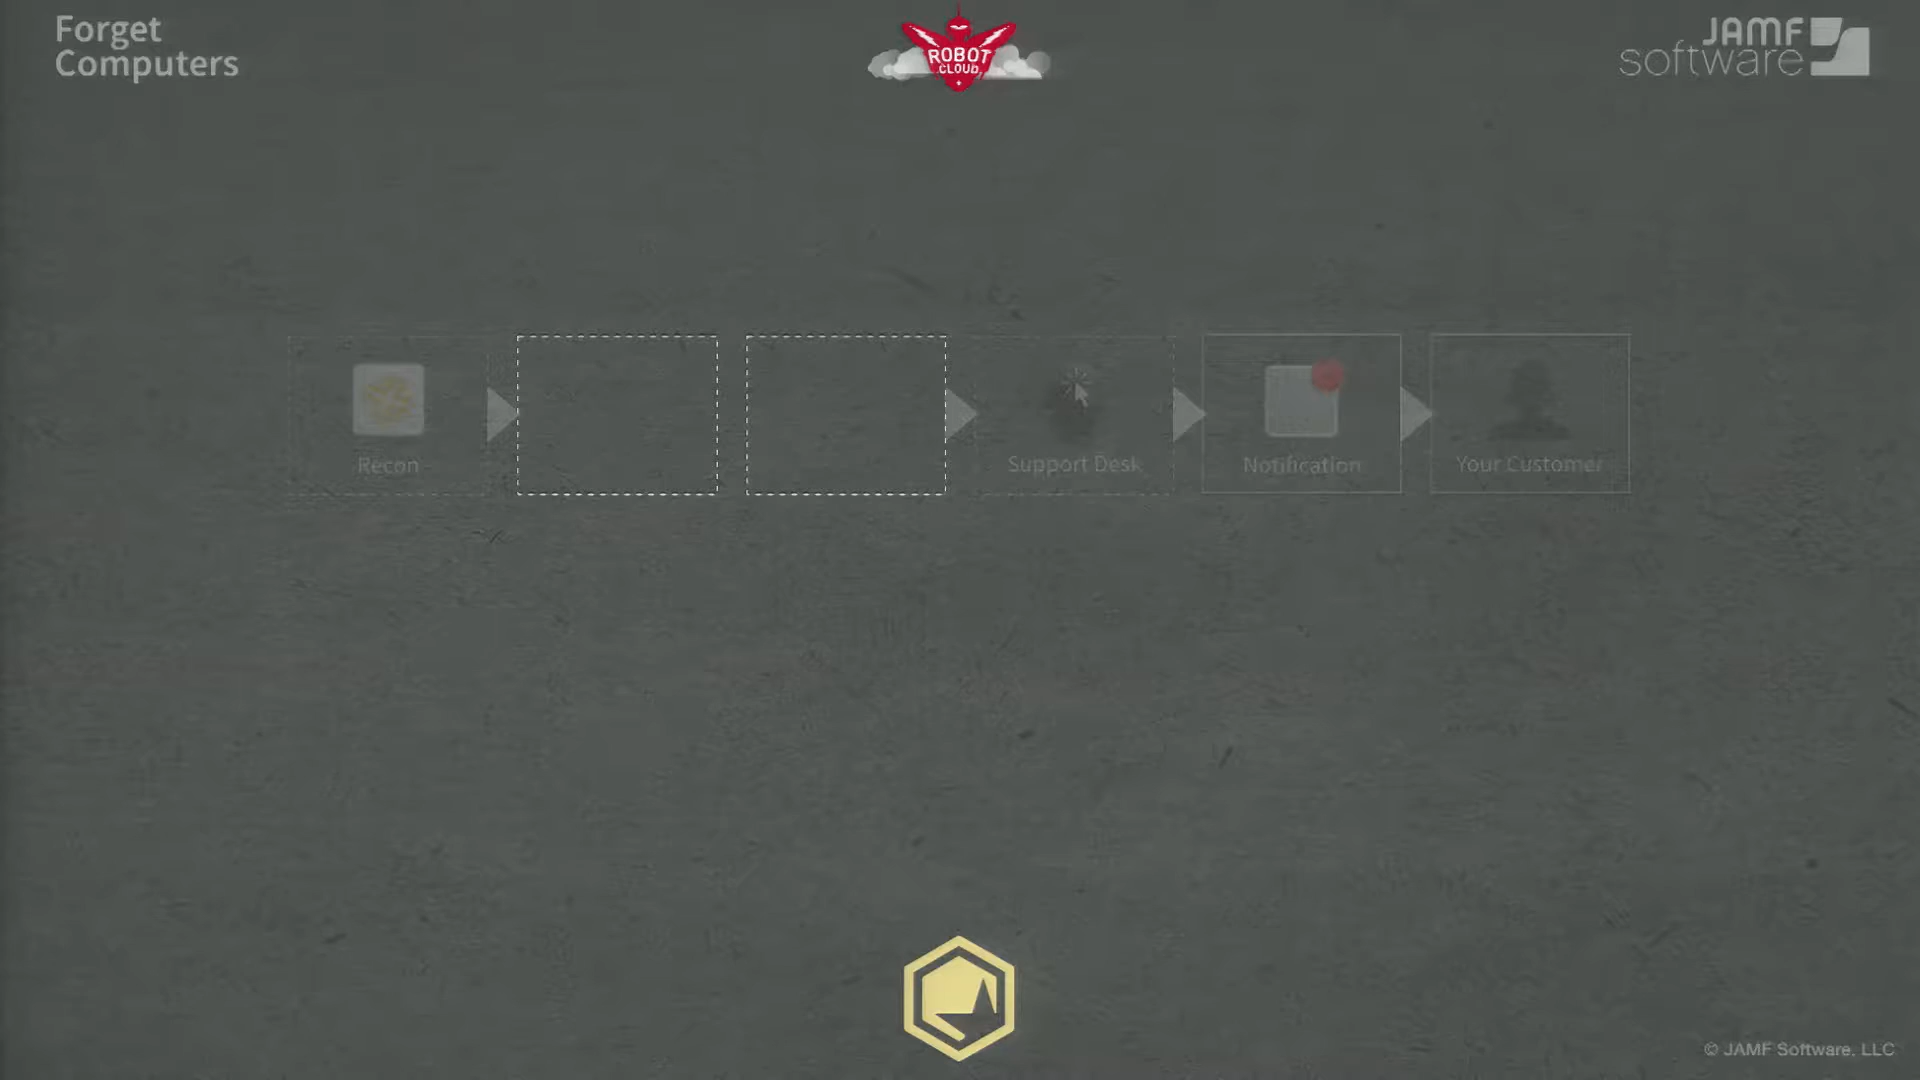 Forget
Computers
ROBOT
CLOUD
JAMF
software
Recon
Support Desk
Notification
Your Customer
© JAMF Software, LLC